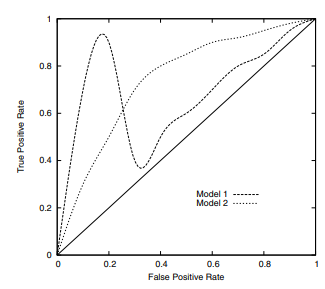 1
0.8
0.6
0.4
0.2
0
True Positive Rate
Model 1
Model 2
0 0.2 0.4 0.6 0.8 1
False Positive Rate